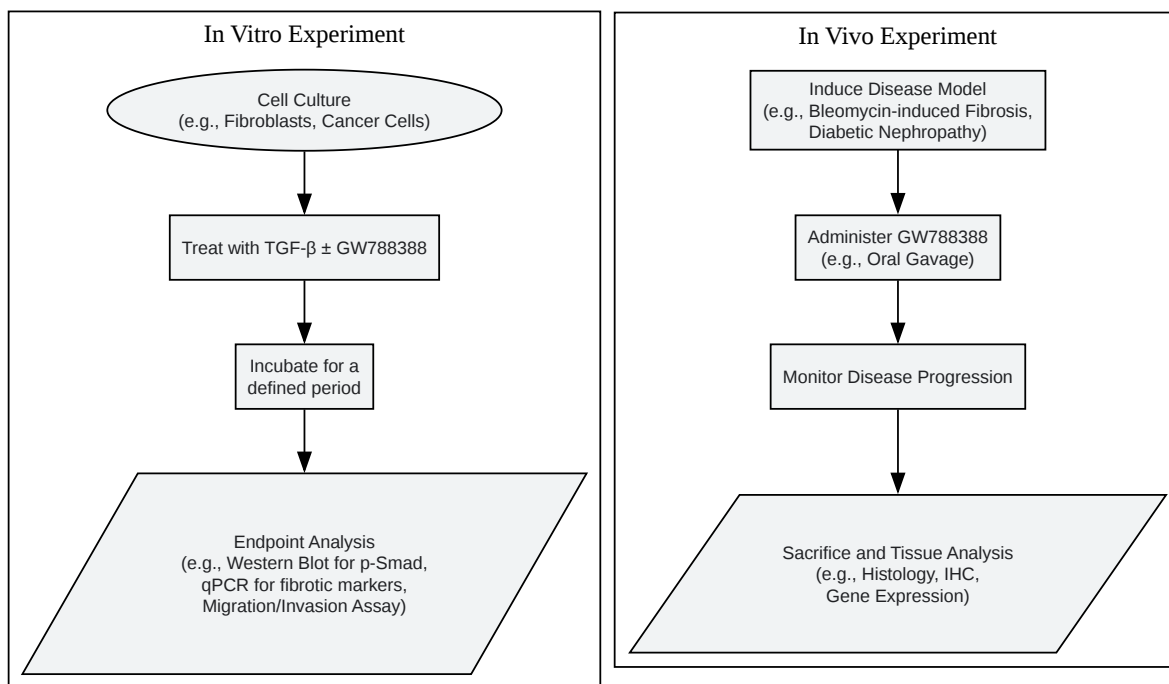 In Vitro Experiment
Cell Culture
(e.g., Fibroblasts, Cancer Cells)
Treat with TGF-β ± GW788388
Incubate for a
defined period
Endpoint Analysis
(e.g., Western Blot for p-Smad,
qPCR for fibrotic markers,
Migration/Invasion Assay)
In Vivo Experiment
Induce Disease Model
(e.g., Bleomycin-induced Fibrosis,
Diabetic Nephropathy)
Administer GW788388
(e.g., Oral Gavage)
Monitor Disease Progression
Sacrifice and Tissue Analysis
(e.g., Histology, IHC,
Gene Expression)